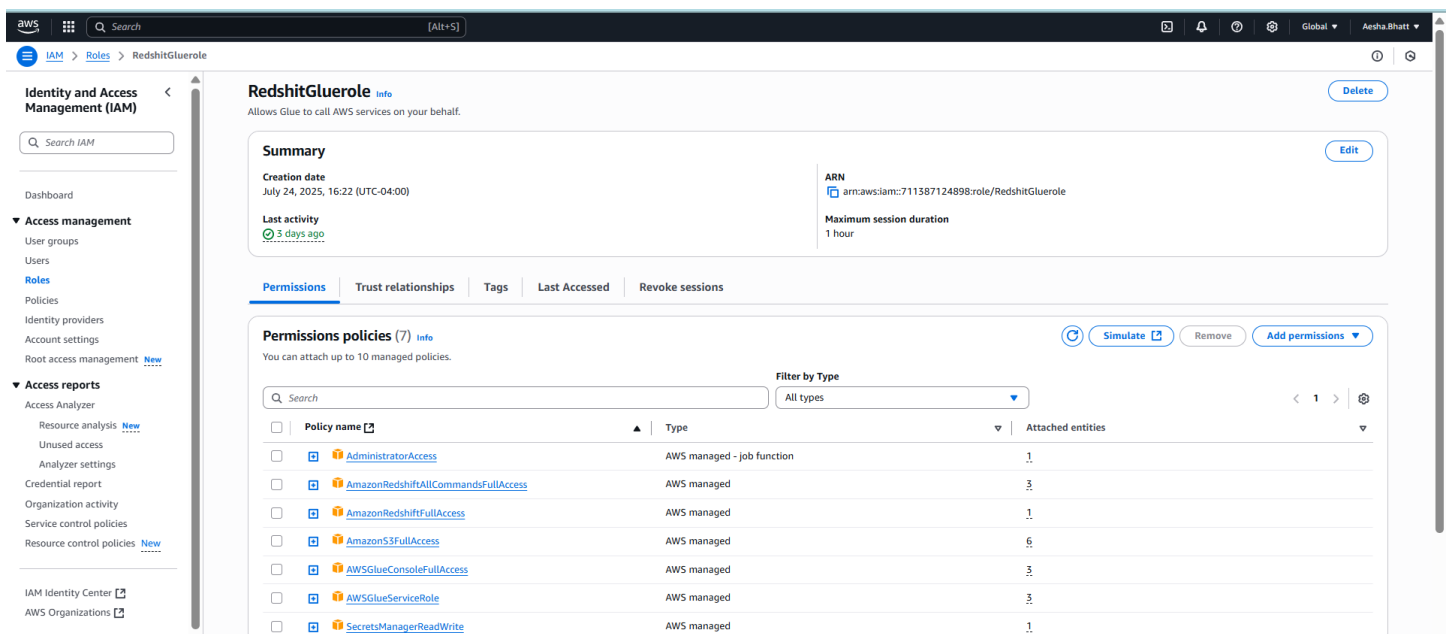 aws
Search [Alt+S]
Global
Aesha.Bhatt
IAM > Roles > RedshitGluerole
Identity and Access Management (IAM)
Search IAM
Dashboard
Access management
User groups
Users
Roles
Policies
Identity providers
Account settings
Root access management New
Access reports
Access Analyzer
Resource analysis New
Unused access
Analyzer settings
Credential report
Organization activity
Service control policies
Resource control policies New
IAM Identity Center
AWS Organizations
RedshitGluerole Info
Delete
Allows Glue to call AWS services on your behalf.
Summary
Edit
Creation date
July 24, 2025, 16:22 (UTC-04:00)
ARN
arn:aws:iam::711387124898:role/RedshitGluerole
Last activity
3 days ago
Maximum session duration
1 hour
Permissions
Trust relationships
Tags
Last Accessed
Revoke sessions
Permissions policies (7) Info
Simulate
Remove
Add permissions
You can attach up to 10 managed policies.
Filter by Type
Search
All types
1
Policy name Type Attached entities
AdministratorAccess AWS managed - job function 1
AmazonRedshiftAllCommandsFullAccess AWS managed 3
AmazonRedshiftFullAccess AWS managed 1
AmazonS3FullAccess AWS managed 6
AWSGlueConsoleFullAccess AWS managed 3
AWSGlueServiceRole AWS managed 3
SecretsManagerReadWrite AWS managed 1